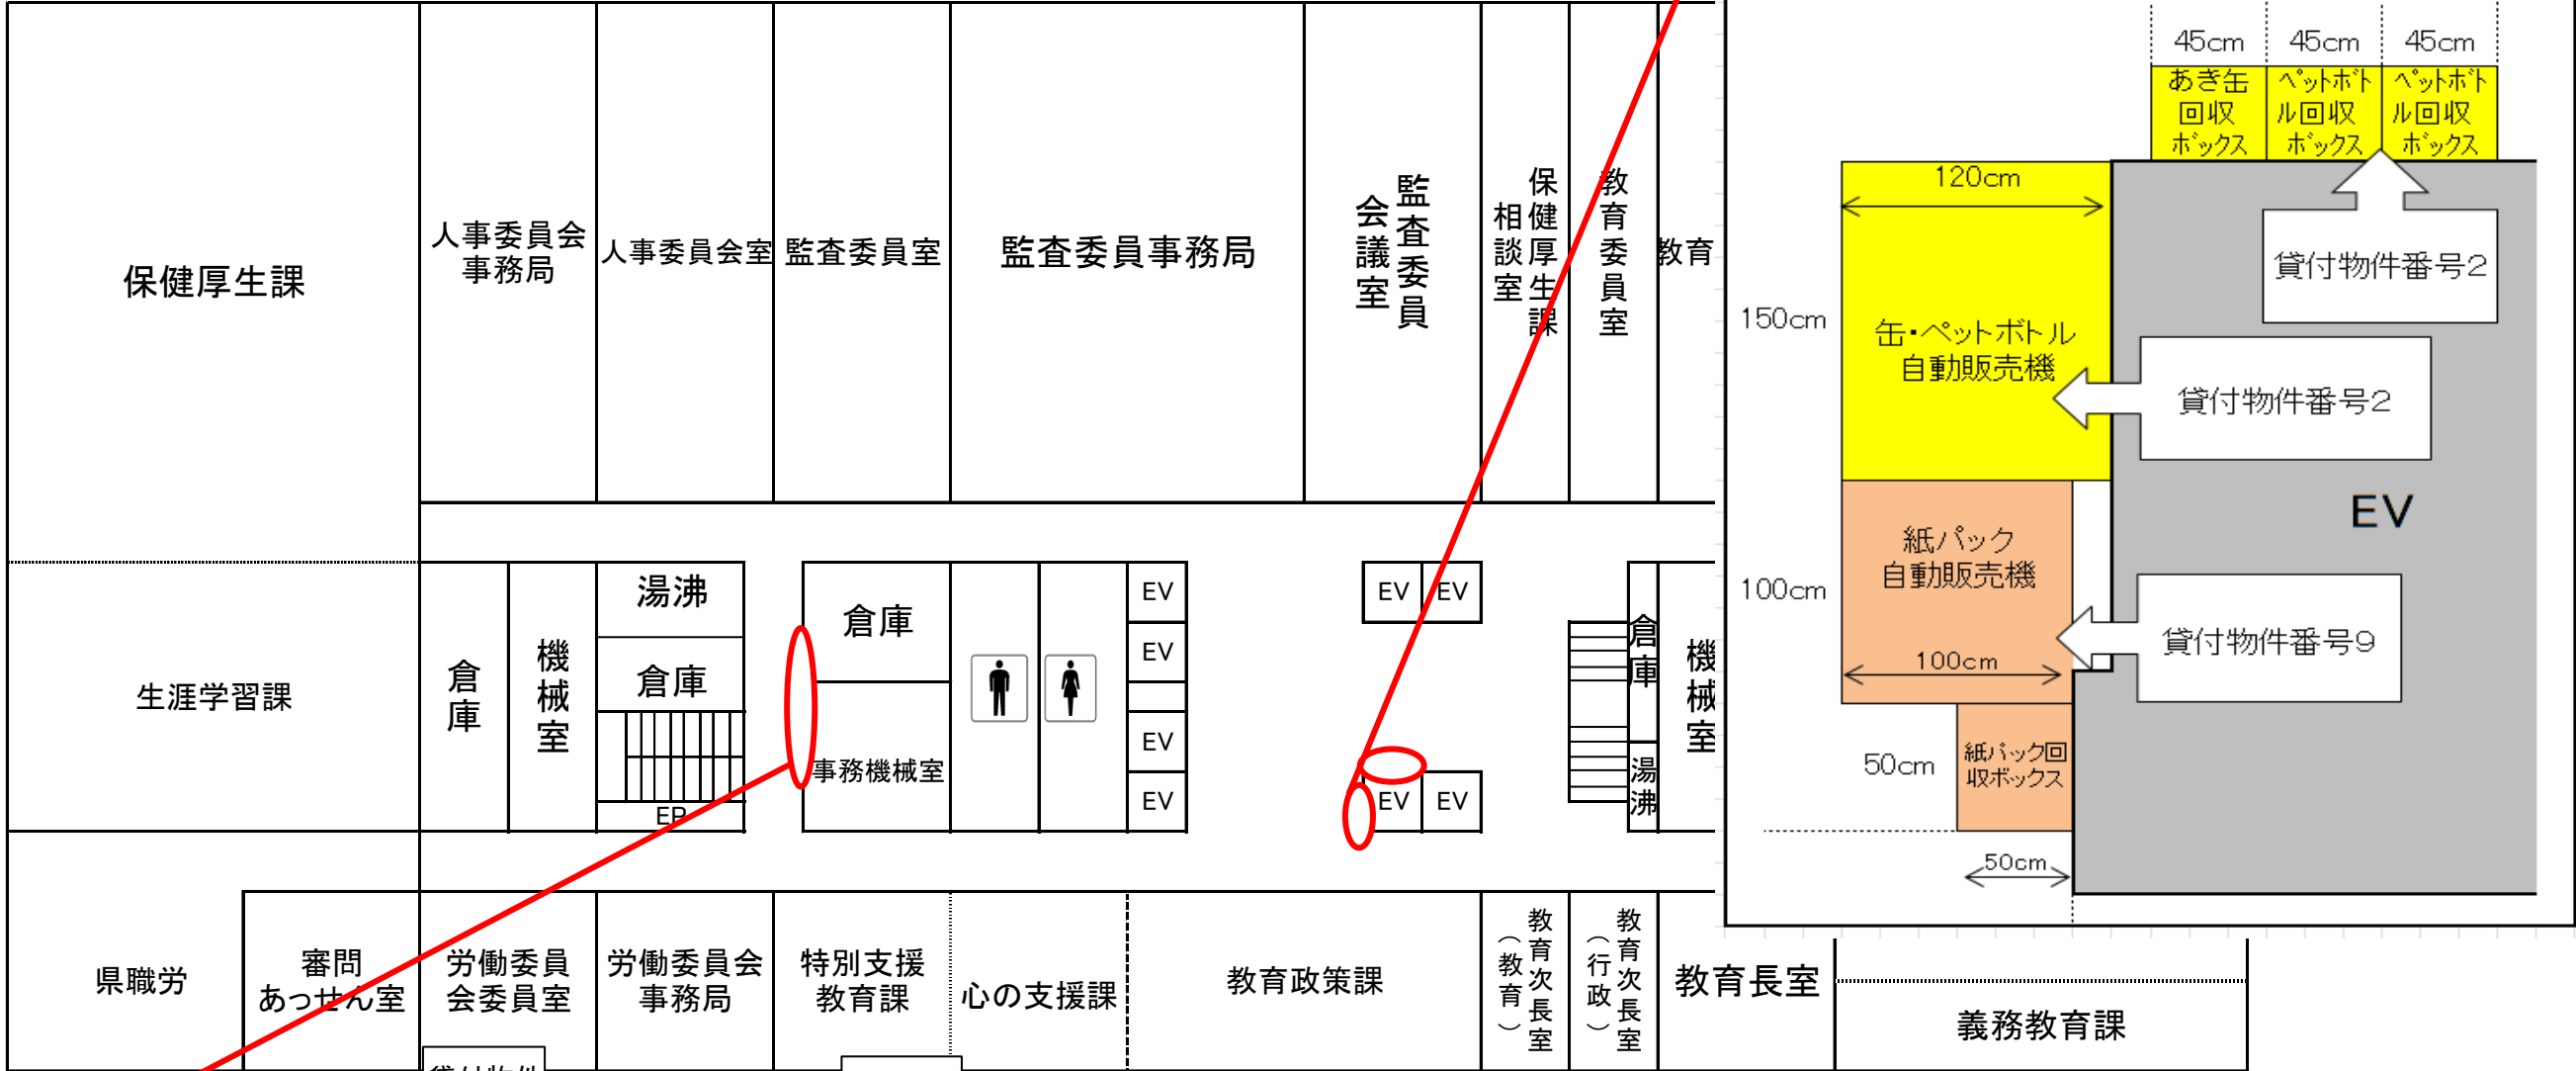 保健厚生課
人事委員会
事務局
人事委員会室
監査委員室
監査委員事務局
監査委員
会議室
保健厚生課
相談室
教育委員室
教育
倉庫
機械室
湯沸
倉庫
EP
倉庫
事務機械室
EV
EV
EV
EV
EV
EV
EV
EV
倉庫
湯沸
機械室
生涯学習課
県職労
審問
あっせん室
労働委員
会委員室
労働委員会
事務局
特別支援
教育課
心の支援課
教育政策課
教育次長室
（教育）
教育次長室
（行政）
教育長室
義務教育課
45cm
45cm
45cm
あき缶
回収
ボックス
ペットボト
ル回収
ボックス
ペットボト
ル回収
ボックス
120cm
150cm
缶・ペットボトル
自動販売機
貸付物件番号2
貸付物件番号2
EV
100cm
紙パック
自動販売機
100cm
貸付物件番号9
50cm
紙パック回
収ボックス
50cm